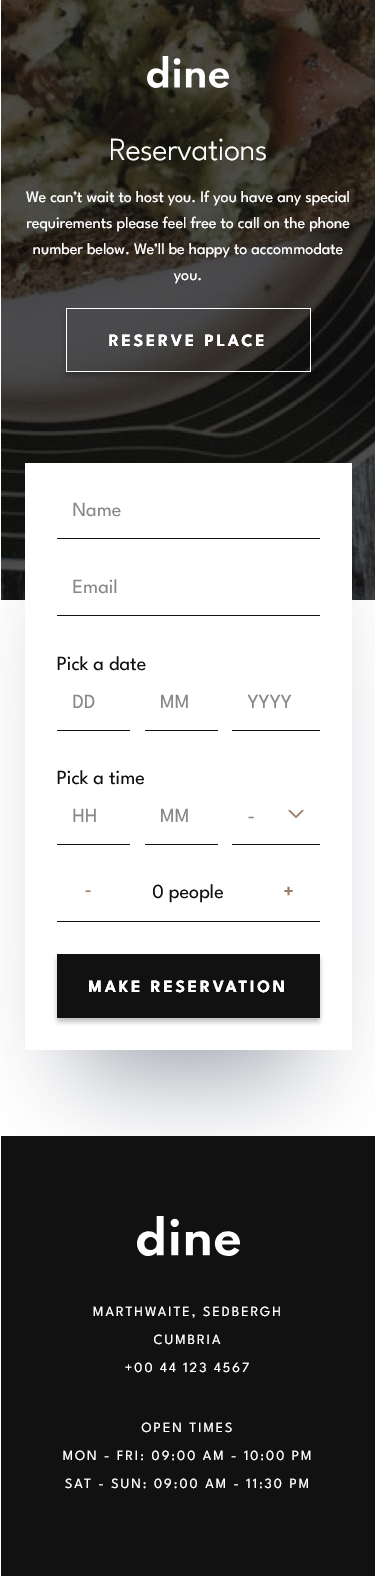 dine
Reservations
We can’t wait to host you. If you have any special
requirements please feel free to call on the phone
number below. We’ll be happy to accommodate
you.
RESERVE PLACE
Name
Email
Pick a date
DD MM YYYY
Pick a time
HH MM -
- 0 people +
MAKE RESERVATION
dine
MARTHWAITE, SEDBERGH
CUMBRIA
+00 44 123 4567
OPEN TIMES
MON - FRI: 09:00 AM - 10:00 PM
SAT - SUN: 09:00 AM - 11:30 PM